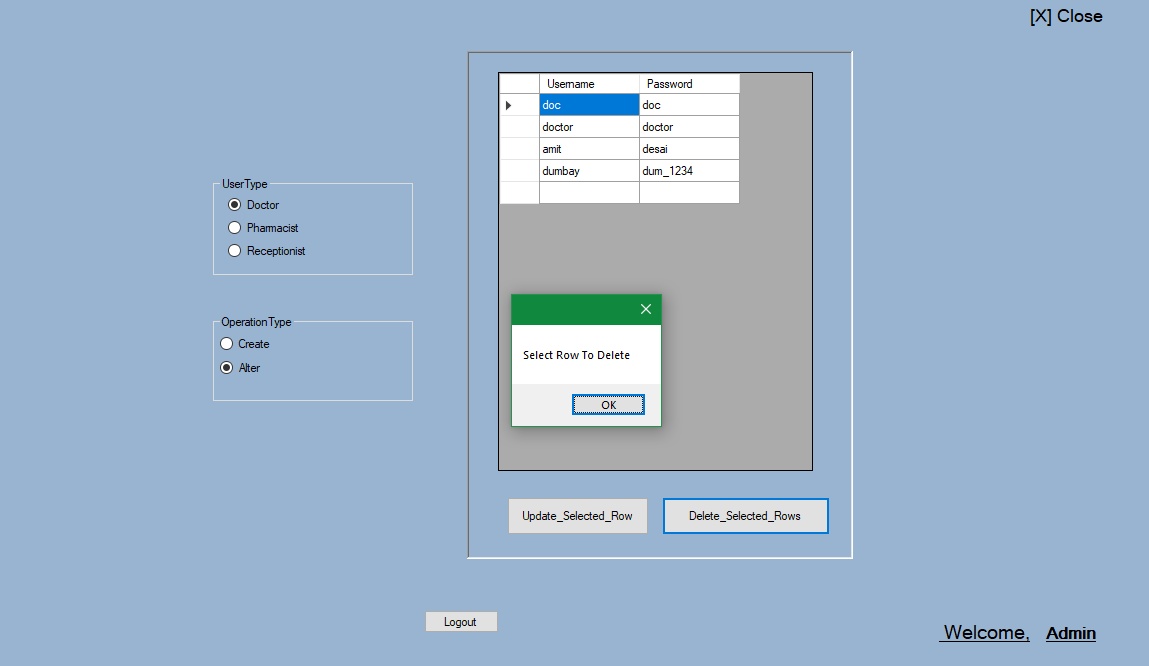 [X] Close
Username Password
doc doc
doctor doctor
amit desai
dumbay dum_1234
UserType
Doctor
Pharmacist
Receptionist
OperationType
Create
Alter
Select Row To Delete
OK
Update_Selected_Row Delete_Selected_Rows
Logout
Welcome, Admin